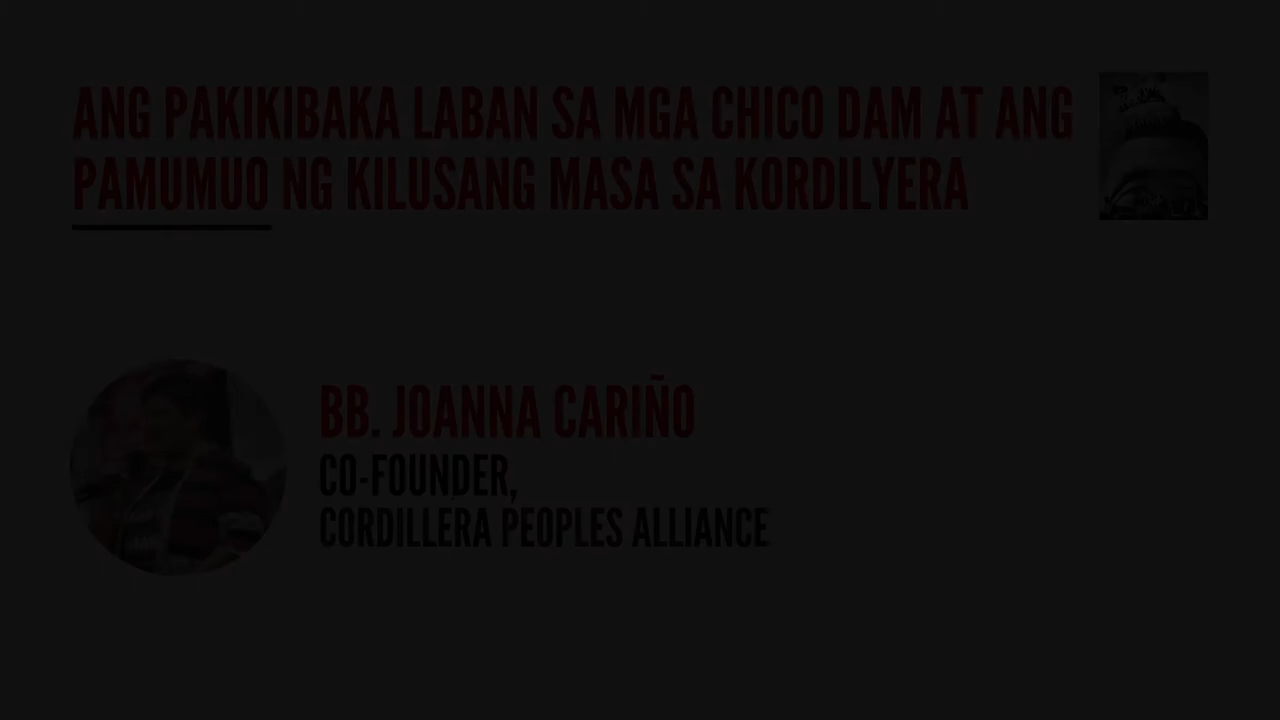 ANG PAKIKIBAKA LABAN SA MGA CHICO DAM AT ANG
PAMUMUO NG KILUSANG MASA SA KORDILYERA
BB. JOANNA CARIÑO
CO-FOUNDER,
CORDILLERA PEOPLES ALLIANCE